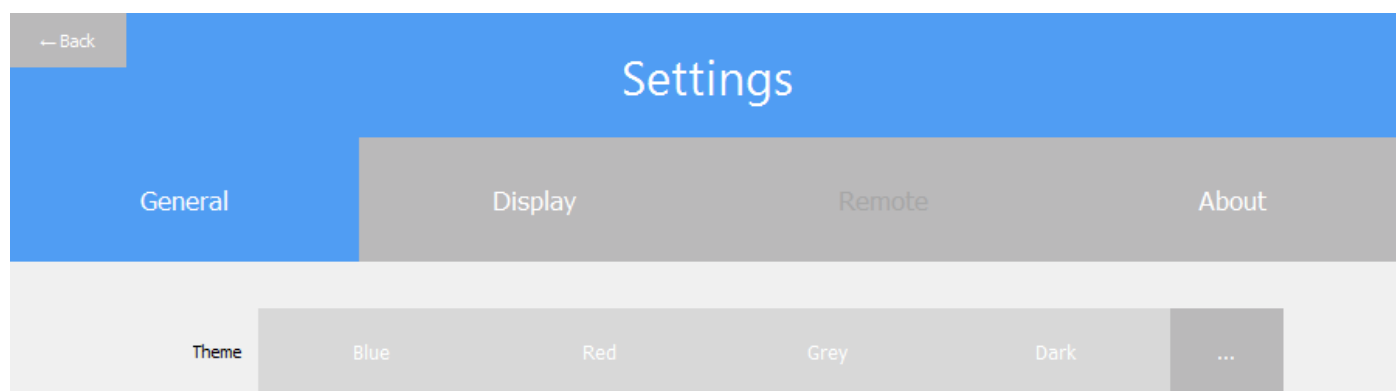 ← Back
Settings
General Display Remote About
Theme Blue Red Grey Dark ...